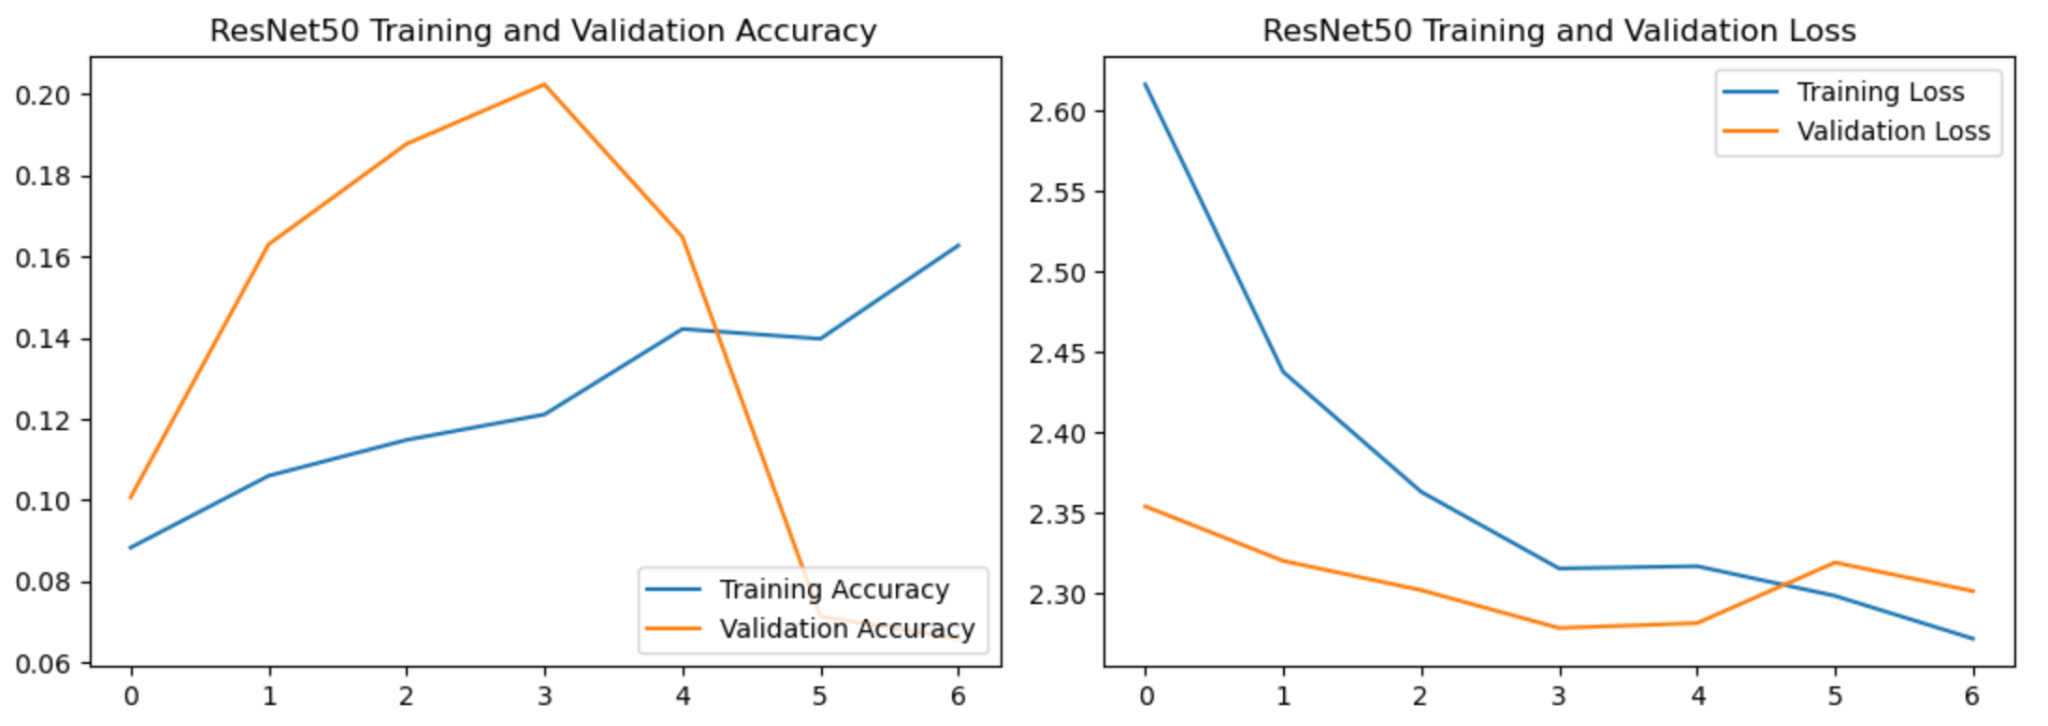 ResNet50 Training and Validation Accuracy
0.20
0.18
0.16
0.14
0.12
0.10
0.08
0.06
0 1 2 3 4 5 6
Training Accuracy
Validation Accuracy
ResNet50 Training and Validation Loss
2.60
2.55
2.50
2.45
2.40
2.35
2.30
0 1 2 3 4 5 6
Training Loss
Validation Loss